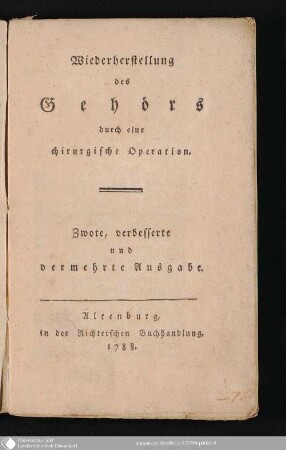 Wiederherstellung
des
Gehörs
durch eine
chirurgische Operation.
Zwote, verbesserte
und
vermehrte Ausgabe.
Altenburg,
in der Richterschen Buchhandlung,
1788.